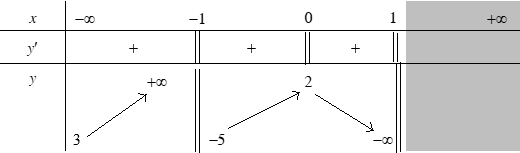 x −∞ −1 0 1 +∞
y' + + +
y +∞ 2
3 −5 −∞